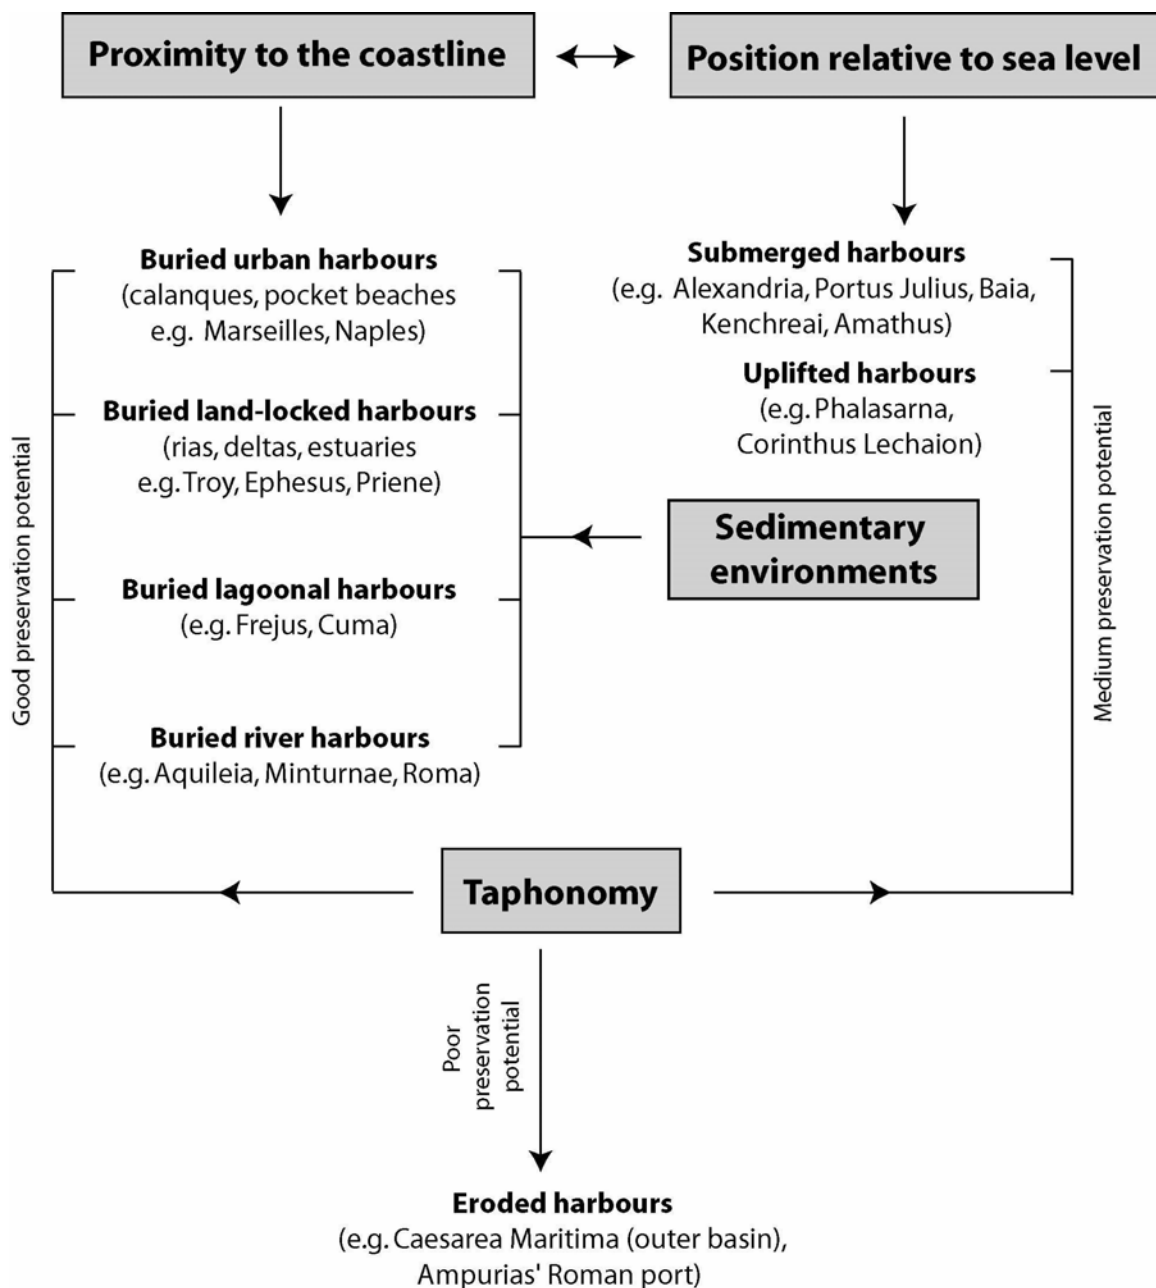 Proximity to the coastline
Position relative to sea level
Buried urban harbours
(calanques, pocket beaches
e.g. Marseilles, Naples)
Buried land-locked harbours
(rias, deltas, estuaries
e.g. Troy, Ephesus, Priene)
Buried lagoonal harbours
(e.g. Frejus, Cuma)
Buried river harbours
(e.g. Aquileia, Minturnae, Roma)
Good preservation potential
Submerged harbours
(e.g. Alexandria, Portus Julius, Baia,
Kenchreai, Amathus)
Uplifted harbours
(e.g. Phalasarna,
Corinthus Lechaion)
Sedimentary
environments
Medium preservation potential
Taphonomy
Poor
preservation
potential
Eroded harbours
(e.g. Caesarea Maritima (outer basin),
Ampurias' Roman port)